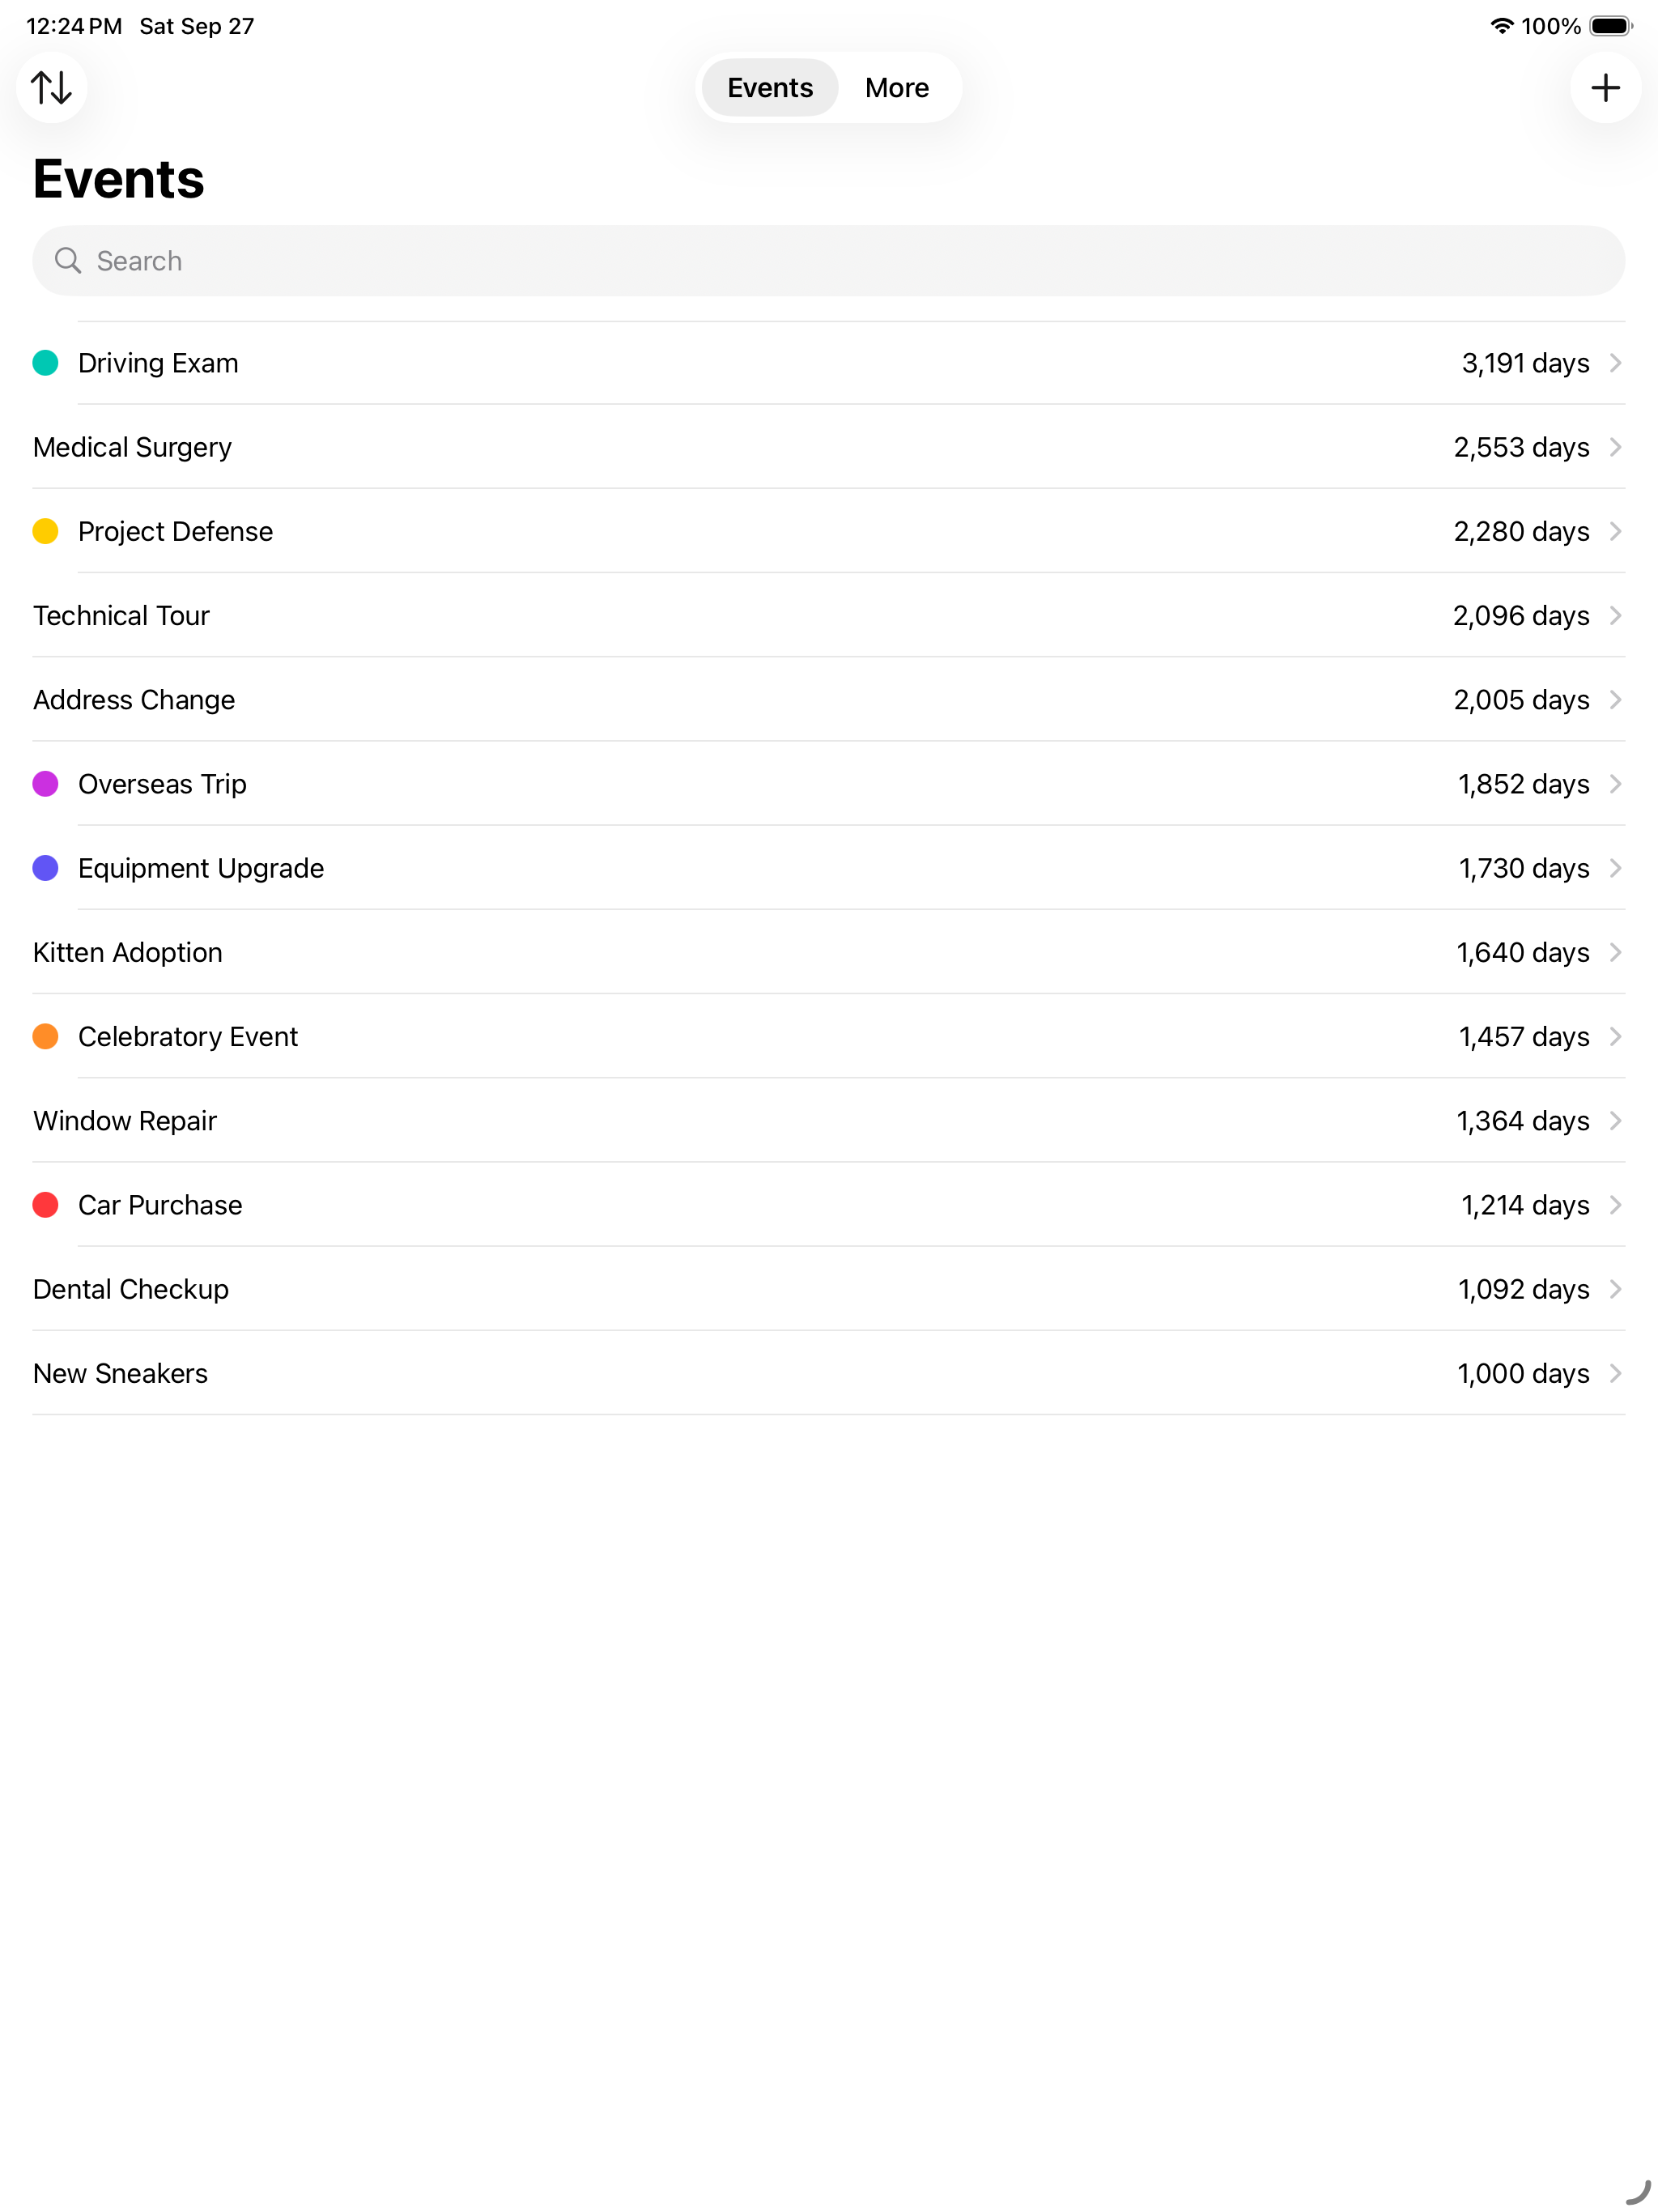 12:24 PM Sat Sep 27 100%
Events More
Events
Search
Driving Exam 3,191 days
Medical Surgery 2,553 days
Project Defense 2,280 days
Technical Tour 2,096 days
Address Change 2,005 days
Overseas Trip 1,852 days
Equipment Upgrade 1,730 days
Kitten Adoption 1,640 days
Celebratory Event 1,457 days
Window Repair 1,364 days
Car Purchase 1,214 days
Dental Checkup 1,092 days
New Sneakers 1,000 days